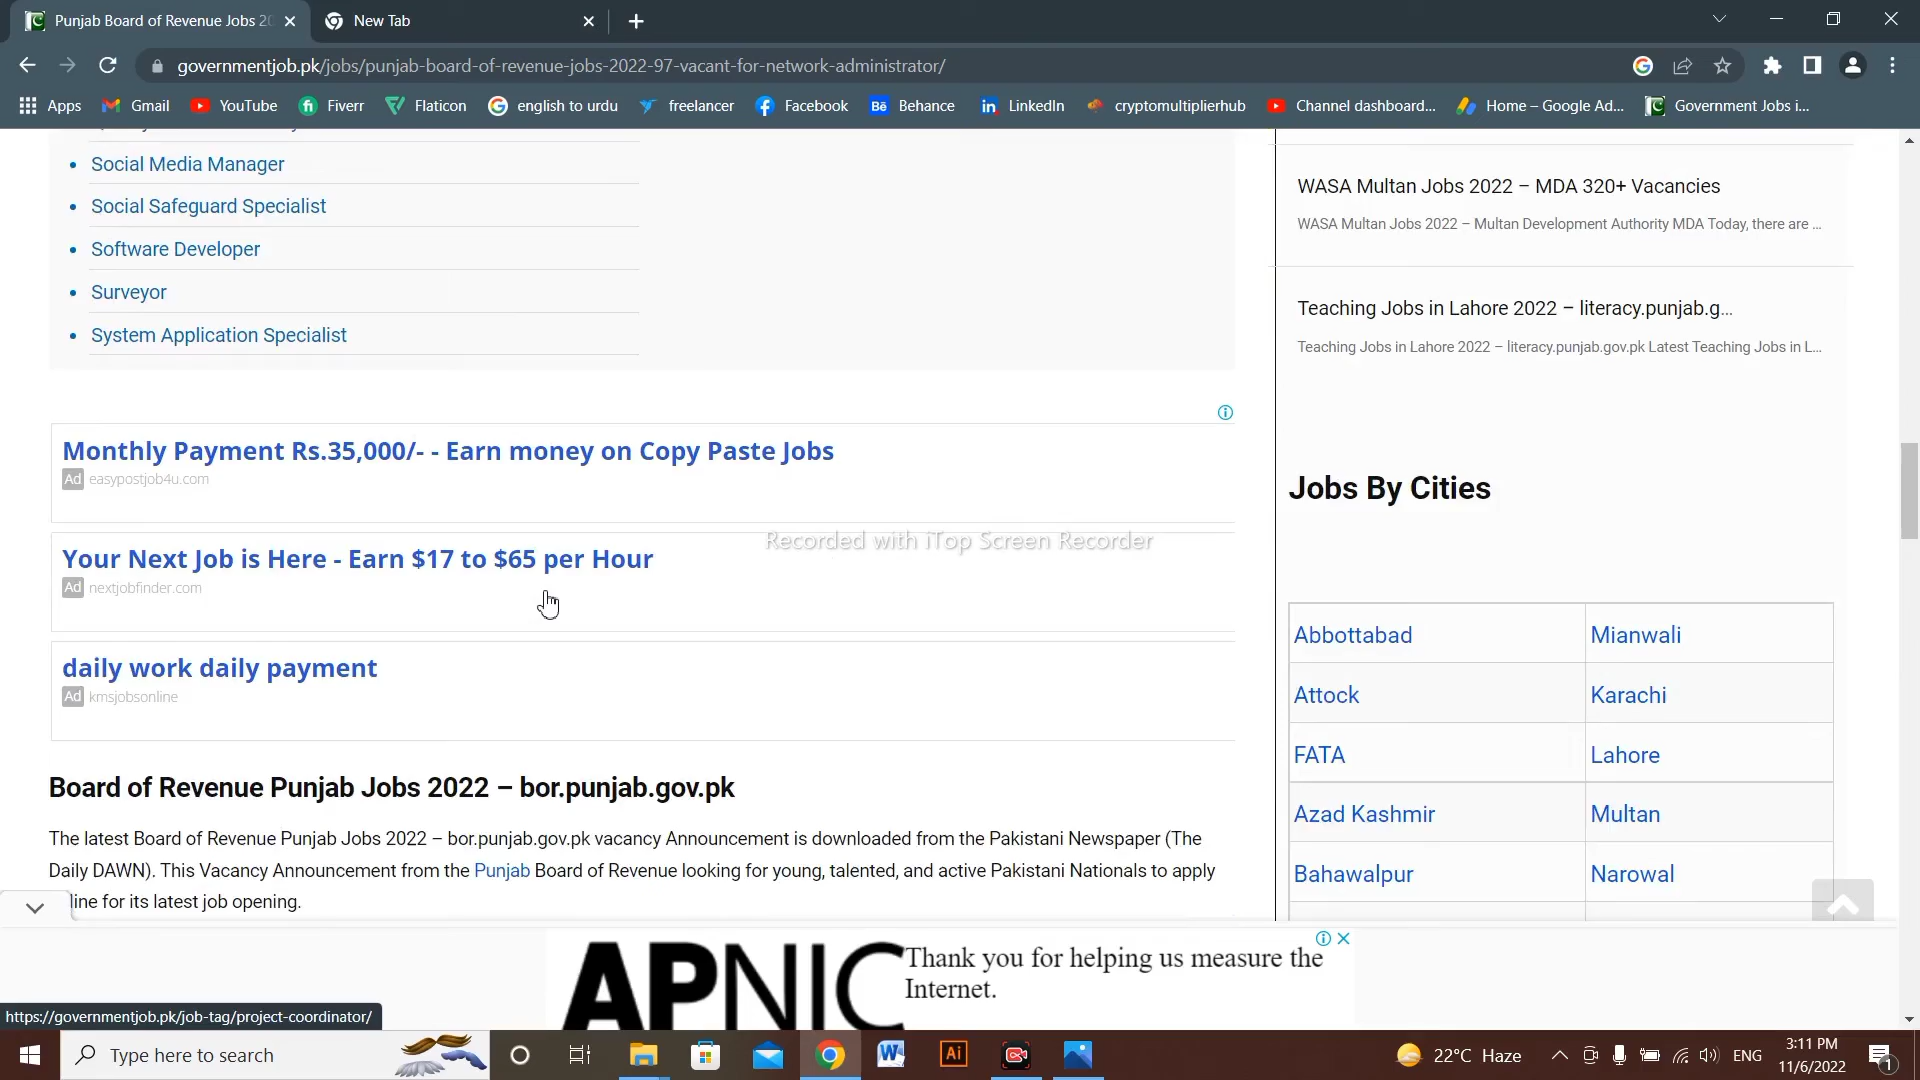 Punjab Board of Revenue Jobs 20
New Tab
governmentjob.pk/jobs/punjab-board-of-revenue-jobs-2022-97-vacant-for-network-administrator/
Apps
Gmail
YouTube
Fiverr
Flaticon
english to urdu
freelancer
Facebook
Behance
LinkedIn
cryptomultiplierhub
Channel dashboard...
Home – Google Ad...
Government Jobs i...
Social Media Manager
Social Safeguard Specialist
Software Developer
Surveyor
System Application Specialist
Monthly Payment Rs.35,000/- - Earn money on Copy Paste Jobs
Ad easypostjob4u.com
Your Next Job is Here - Earn $17 to $65 per Hour
Ad nextjobfinder.com
daily work daily payment
Ad kmsjobsonline
Recorded with iTop Screen Recorder
Board of Revenue Punjab Jobs 2022 – bor.punjab.gov.pk
The latest Board of Revenue Punjab Jobs 2022 – bor.punjab.gov.pk vacancy Announcement is downloaded from the Pakistani Newspaper (The
Daily DAWN). This Vacancy Announcement from the Punjab Board of Revenue looking for young, talented, and active Pakistani Nationals to apply
line for its latest job opening.
WASA Multan Jobs 2022 – MDA 320+ Vacancies
WASA Multan Jobs 2022 – Multan Development Authority MDA Today, there are ...
Teaching Jobs in Lahore 2022 – literacy.punjab.g...
Teaching Jobs in Lahore 2022 – literacy.punjab.gov.pk Latest Teaching Jobs in L...
Jobs By Cities
Abbottabad Mianwali
Attock Karachi
FATA Lahore
Azad Kashmir Multan
Bahawalpur Narowal
APNIC
Thank you for helping us measure the
Internet.
https://governmentjob.pk/job-tag/project-coordinator/
Type here to search
22°C Haze
ENG
3:11 PM
11/6/2022
1